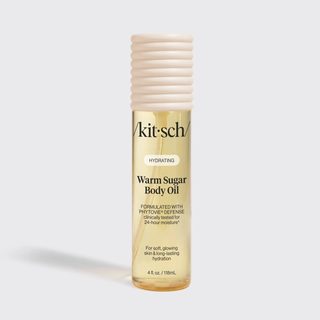 /kit·sch/
HYDRATING
Warm Sugar
Body Oil
FORMULATED WITH
PHYTOVIE® DEFENSE
clinically tested for
24-hour moisture*
For soft, glowing
skin & long-lasting
hydration
4 fl. oz. / 118mL